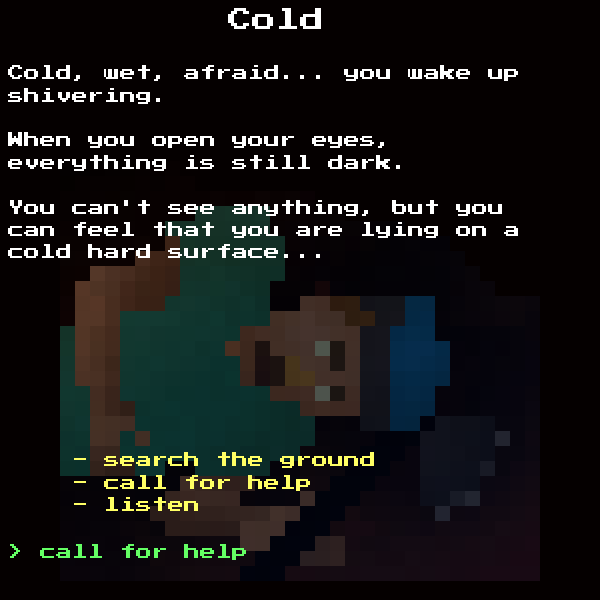 Cold
Cold, wet, afraid... you wake up
shivering.
When you open your eyes,
everything is still dark.
You can't see anything, but you
can feel that you are lying on a
cold hard surface...
- search the ground
- call for help
- listen
> call for help